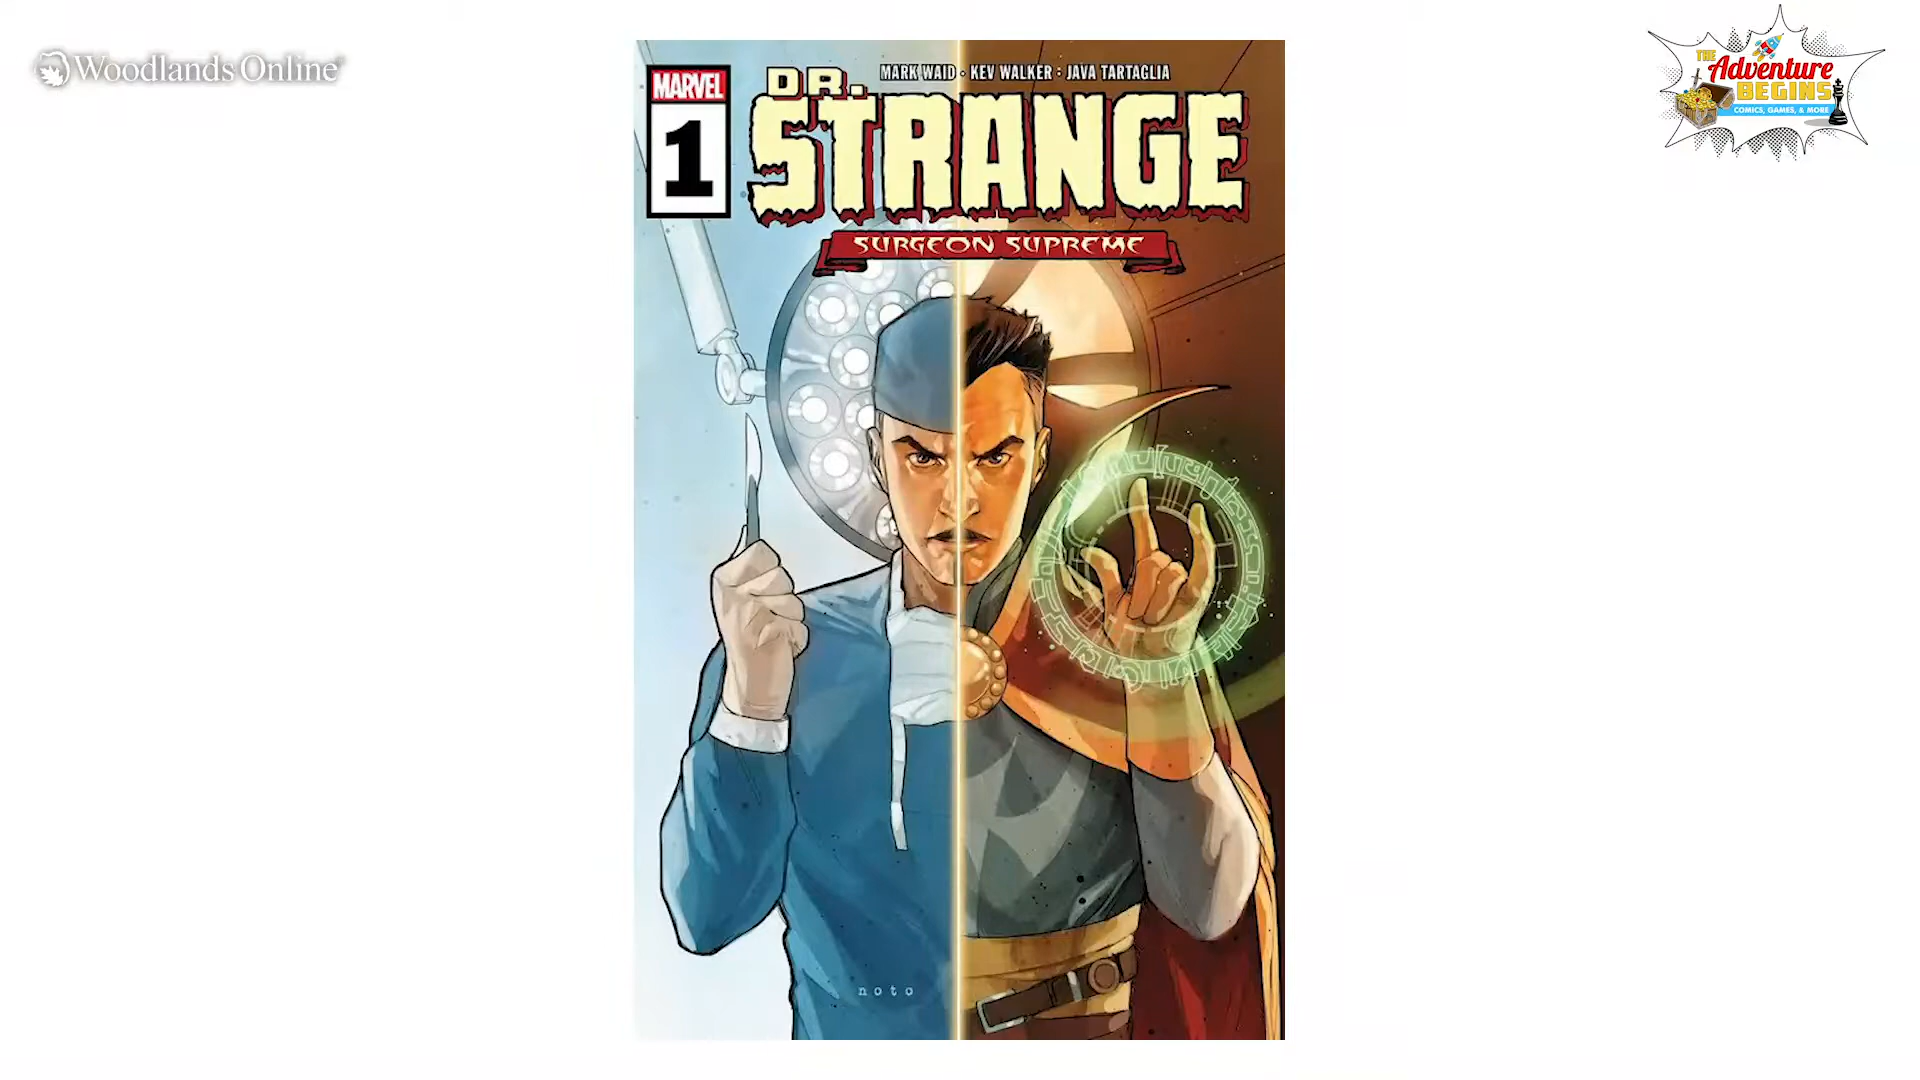 Woodlands Online
THE
Adventure
BEGINS
COMICS, GAMES, & MORE
MARVEL
1
MARK WAID · KEV WALKER : JAVA TARTAGLIA
DR.
STRANGE
SURGEON SUPREME
noto